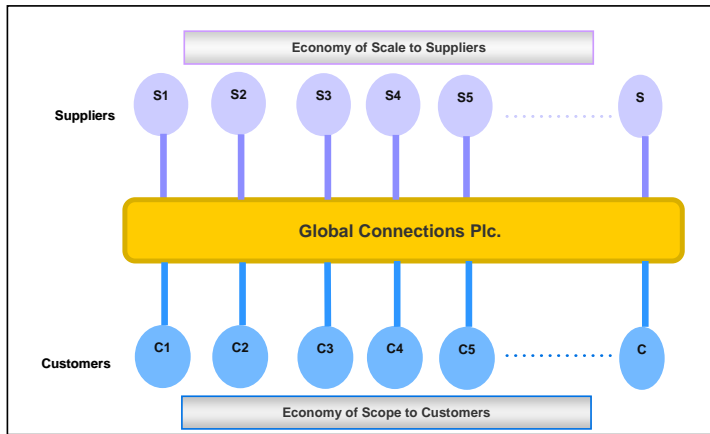 Economy of Scale to Suppliers
S1 S2 S3 S4 S5 S
Suppliers
Global Connections Plc.
C1 C2 C3 C4 C5 C
Customers
Economy of Scope to Customers